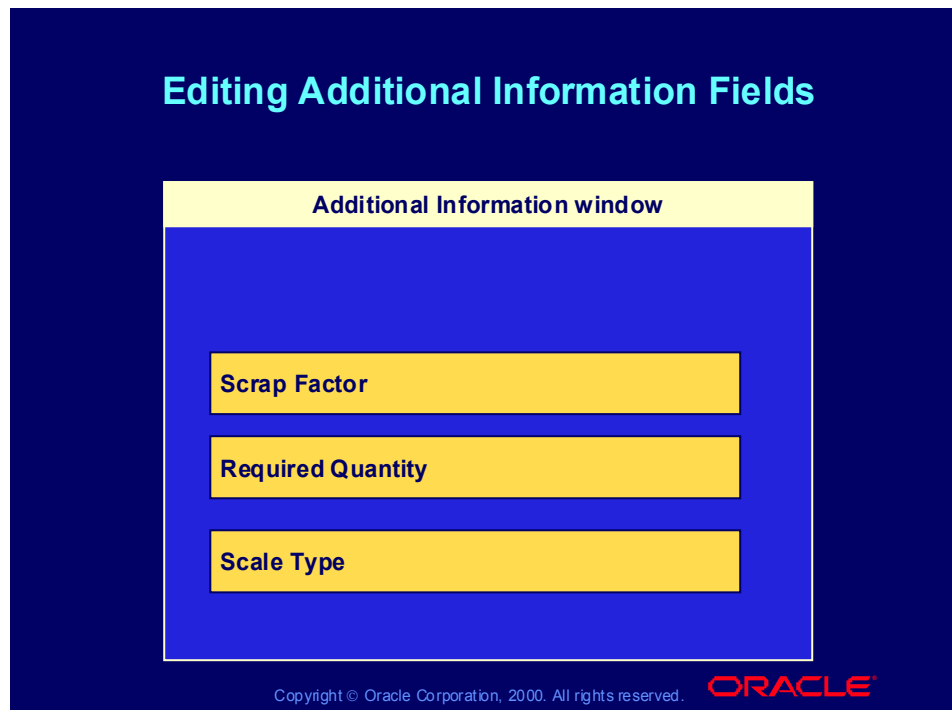 Editing Additional Information Fields
Additional Information window
Scrap Factor
Required Quantity
Scale Type
Copyright © Oracle Corporation, 2000. All rights reserved.
ORACLE®